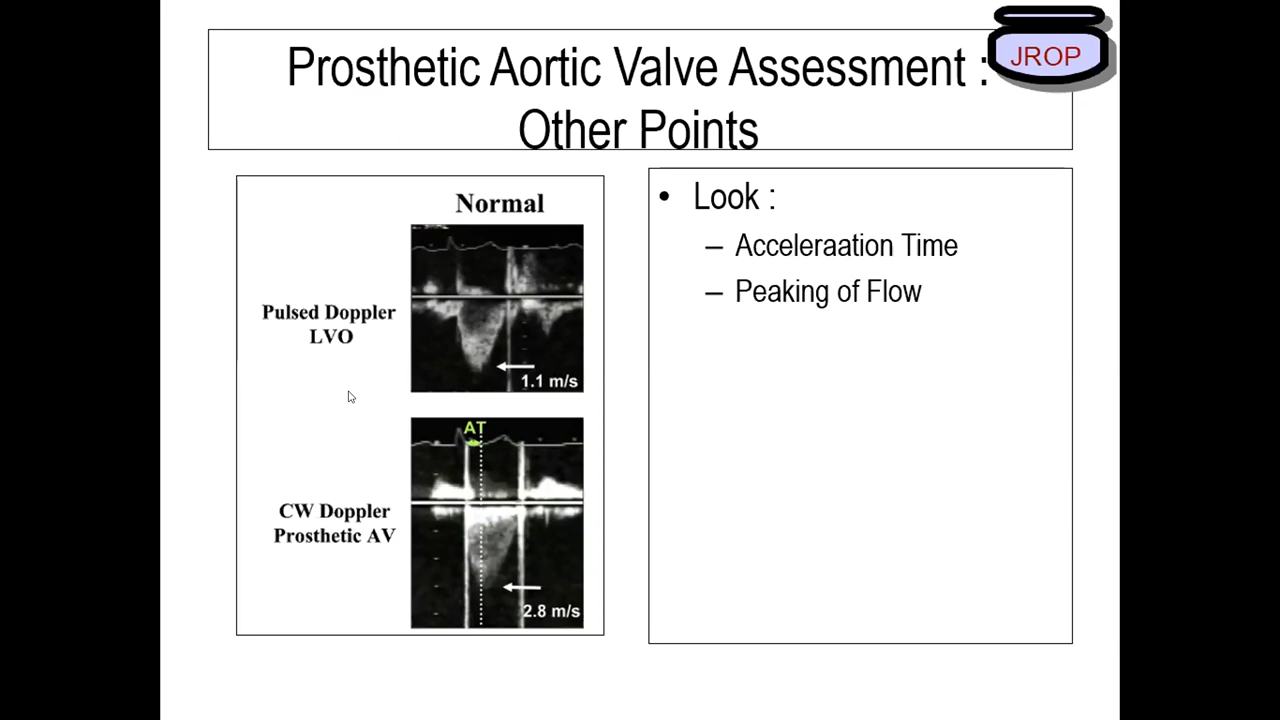 Prosthetic Aortic Valve Assessment :
Other Points
JROP
Normal
Pulsed Doppler
LVO
1.1 m/s
AT
CW Doppler
Prosthetic AV
2.8 m/s
• Look :
– Acceleraation Time
– Peaking of Flow